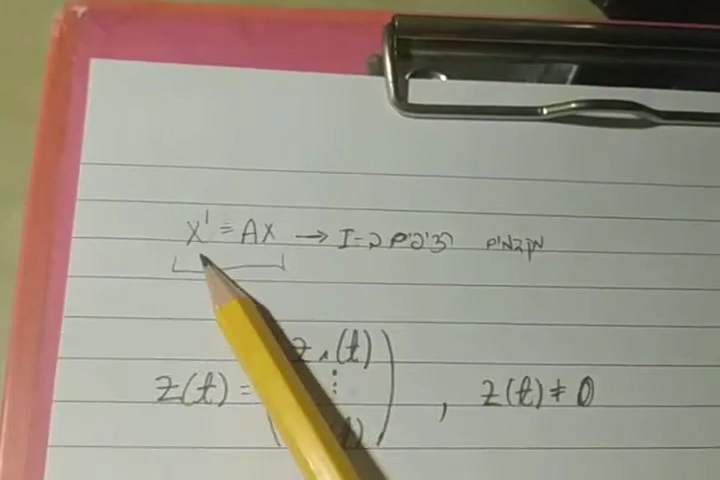 x' = Ax → I-רציפים ב מקדמים
z(t) = ( z₁(t) ⋮ (t) ) , z(t) ≠ 0